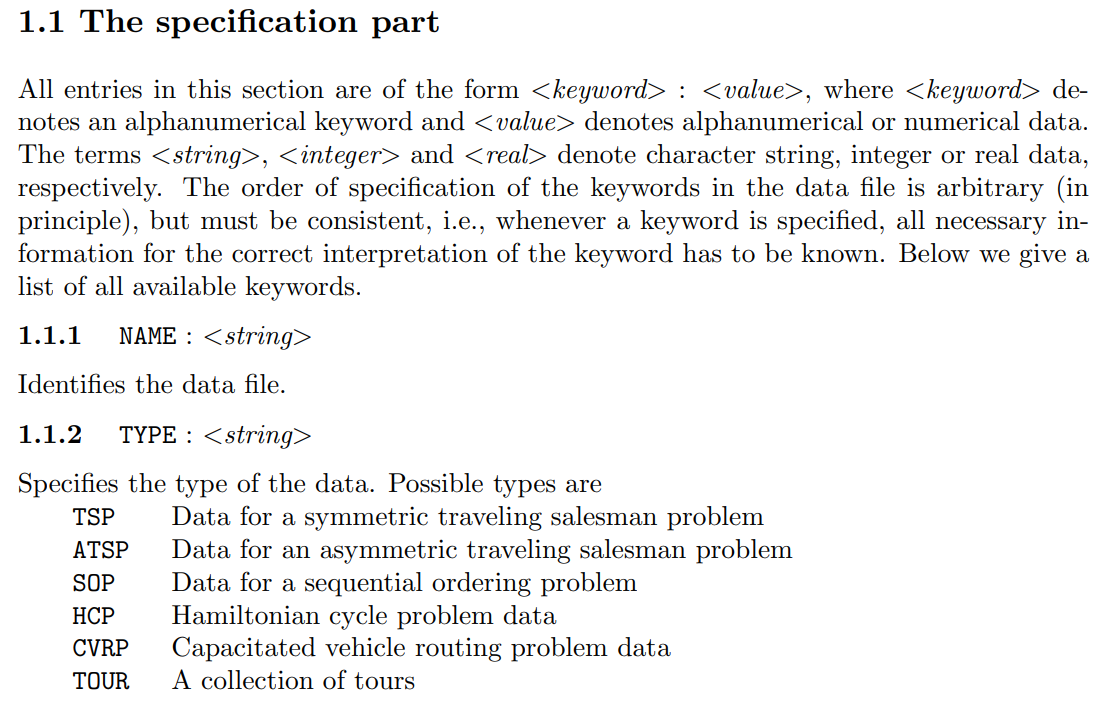 1.1 The specification part
All entries in this section are of the form <keyword> : <value>, where <keyword> de-
notes an alphanumerical keyword and <value> denotes alphanumerical or numerical data.
The terms <string>, <integer> and <real> denote character string, integer or real data,
respectively. The order of specification of the keywords in the data file is arbitrary (in
principle), but must be consistent, i.e., whenever a keyword is specified, all necessary in-
formation for the correct interpretation of the keyword has to be known. Below we give a
list of all available keywords.
1.1.1 NAME : <string>
Identifies the data file.
1.1.2 TYPE : <string>
Specifies the type of the data. Possible types are
TSP Data for a symmetric traveling salesman problem
ATSP Data for an asymmetric traveling salesman problem
SOP Data for a sequential ordering problem
HCP Hamiltonian cycle problem data
CVRP Capacitated vehicle routing problem data
TOUR A collection of tours